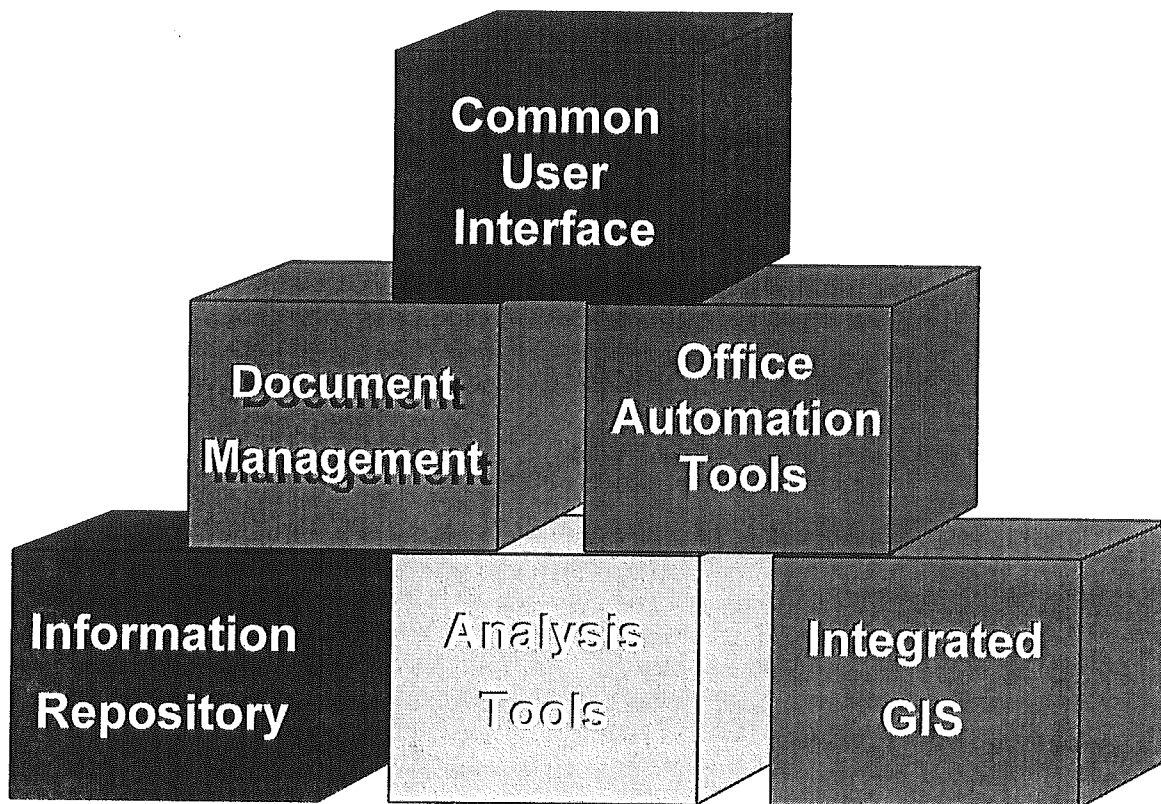 Common
User
Interface
Document
Management
Office
Automation
Tools
Information
Repository
Analysis
Tools
Integrated
GIS